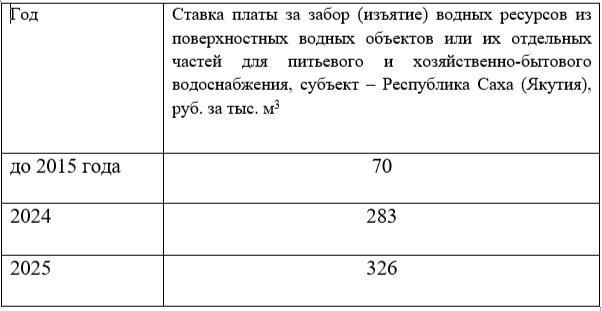 Год
Ставка платы за забор (изъятие) водных ресурсов из
поверхностных водных объектов или их отдельных
частей для питьевого и хозяйственно-бытового
водоснабжения, субъект – Республика Саха (Якутия),
руб. за тыс. м³
до 2015 года 70
2024 283
2025 326